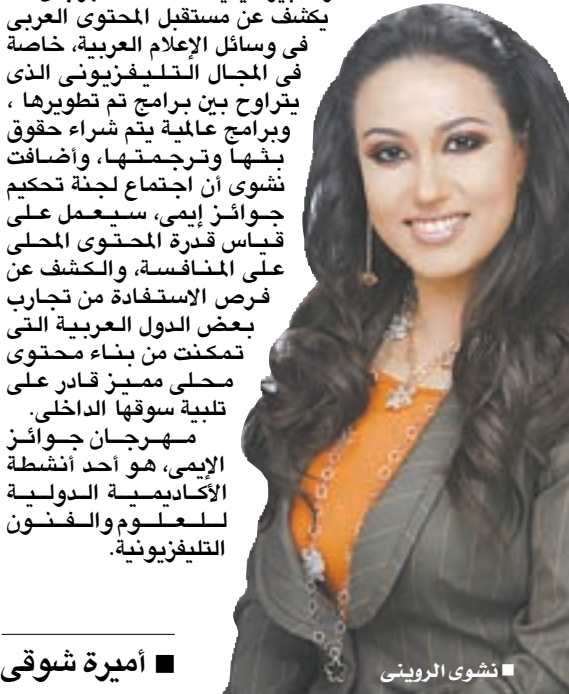 يكشف عن مستقبل المحتوى العربى
فى وسائل الإعلام العربية، خاصة
فى المجال التليفزيونى الذى
يتراوح بين برامج تم تطويرها ،
وبرامج عالمية يتم شراء حقوق
بثها وترجمتها، وأضافت
نشوى أن اجتماع لجنة تحكيم
جوائز إيمى، سيعمل على
قياس قدرة المحتوى المحلى
على المنافسة، والكشف عن
فرص الاستفادة من تجارب
بعض الدول العربية التى
تمكنت من بناء محتوى
محلى مميز قادر على
تلبية سوقها الداخلى.
مهرجان جوائز
الإيمى، هو أحد أنشطة
الأكاديمية الدولية
للعلوم والفنون
التليفزيونية.
■ أميرة شوقى
■ نشوى الروينى